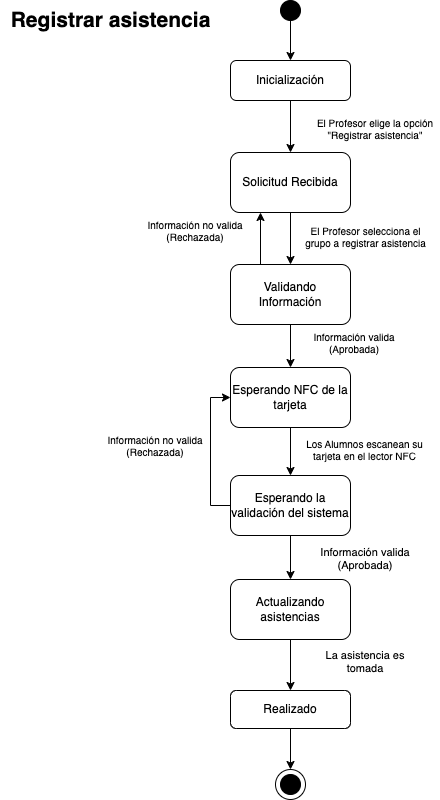 Registrar asistencia
Inicialización
El Profesor elige la opción
"Registrar asistencia"
Solicitud Recibida
Información no valida
(Rechazada)
El Profesor selecciona el
grupo a registrar asistencia
Validando
Información
Información valida
(Aprobada)
Esperando NFC de la
tarjeta
Información no valida
(Rechazada)
Los Alumnos escanean su
tarjeta en el lector NFC
Esperando la
validación del sistema
Información valida
(Aprobada)
Actualizando
asistencias
La asistencia es
tomada
Realizado